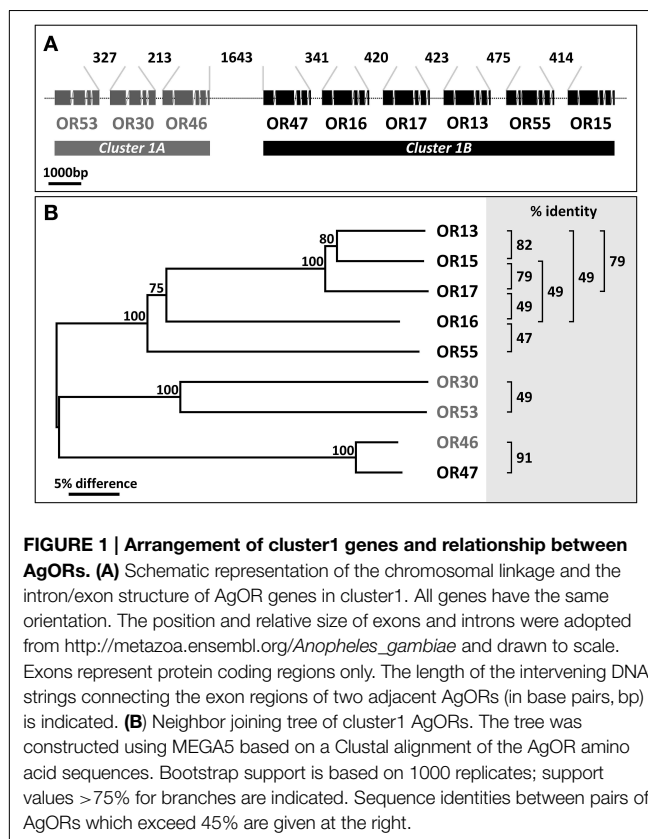 A
327 213 1643 341 420 423 475 414
OR53 OR30 OR46 OR47 OR16 OR17 OR13 OR55 OR15
Cluster 1A Cluster 1B
1000bp
B
% identity
80 OR13
82
79
100 OR15
79
49
49
75 OR17
49
100 OR16
47
OR55
100 OR30
49
OR53
100 OR46
91
OR47
5% difference
FIGURE 1 | Arrangement of cluster1 genes and relationship between
AgORs. (A) Schematic representation of the chromosomal linkage and the
intron/exon structure of AgOR genes in cluster1. All genes have the same
orientation. The position and relative size of exons and introns were adopted
from http://metazoa.ensembl.org/Anopheles_gambiae and drawn to scale.
Exons represent protein coding regions only. The length of the intervening DNA
strings connecting the exon regions of two adjacent AgORs (in base pairs, bp)
is indicated. (B) Neighbor joining tree of cluster1 AgORs. The tree was
constructed using MEGA5 based on a Clustal alignment of the AgOR amino
acid sequences. Bootstrap support is based on 1000 replicates; support
values >75% for branches are indicated. Sequence identities between pairs of
AgORs which exceed 45% are given at the right.